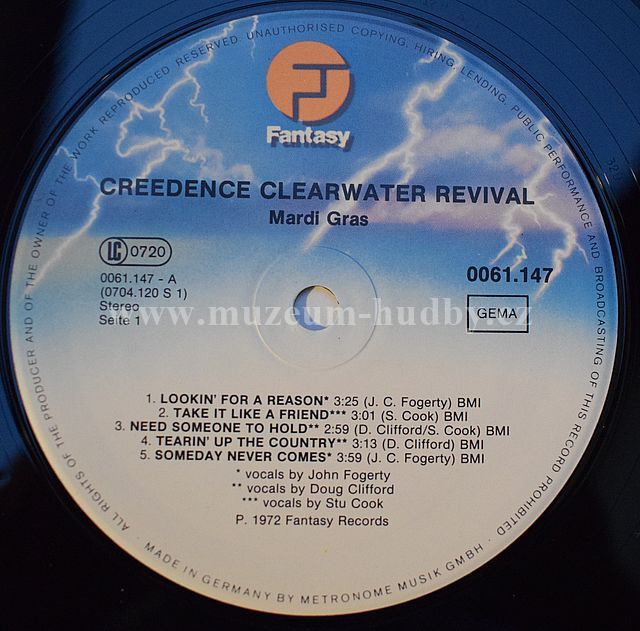 ALL RIGHTS OF THE PRODUCER AND OF THE OWNER OF THE WORK REPRODUCED RESERVED. UNAUTHORISED COPYING, HIRING, LENDING, PUBLIC PERFORMANCE AND BROADCASTING OF THIS RECORD PROHIBITED
Fantasy
CREEDENCE CLEARWATER REVIVAL
Mardi Gras
LC 0720
0061.147 - A
(0704.120 S 1)
Stereo
Seite 1
0061.147
GEMA
www.muzeum-hudby.cz
1. LOOKIN' FOR A REASON* 3:25 (J. C. Fogerty) BMI
2. TAKE IT LIKE A FRIEND*** 3:01 (S. Cook) BMI
3. NEED SOMEONE TO HOLD** 2:59 (D. Clifford/S. Cook) BMI
4. TEARIN' UP THE COUNTRY** 3:13 (D. Clifford) BMI
5. SOMEDAY NEVER COMES* 3:59 (J. C. Fogerty) BMI
* vocals by John Fogerty
** vocals by Doug Clifford
*** vocals by Stu Cook
P. 1972 Fantasy Records
MADE IN GERMANY BY METRONOME MUSIK GMBH